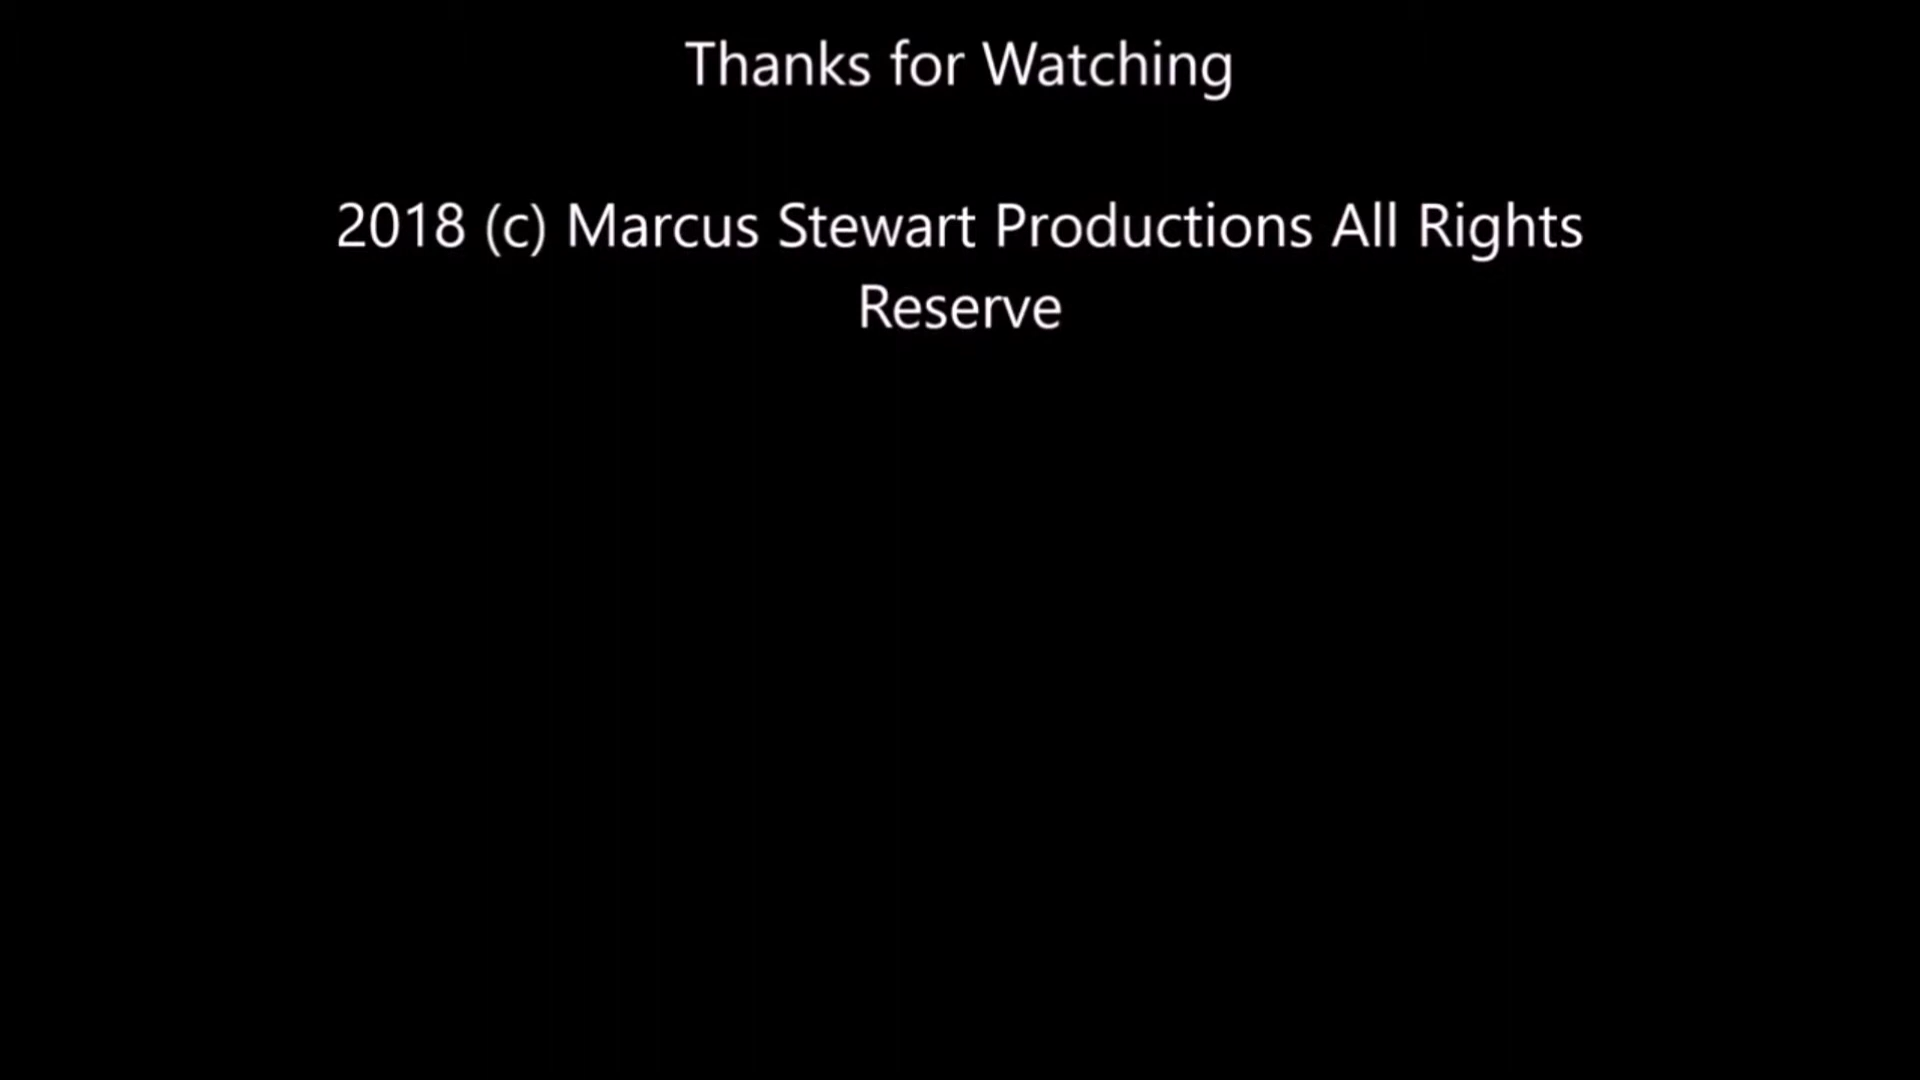 Thanks for Watching
2018 (c) Marcus Stewart Productions All Rights
Reserve